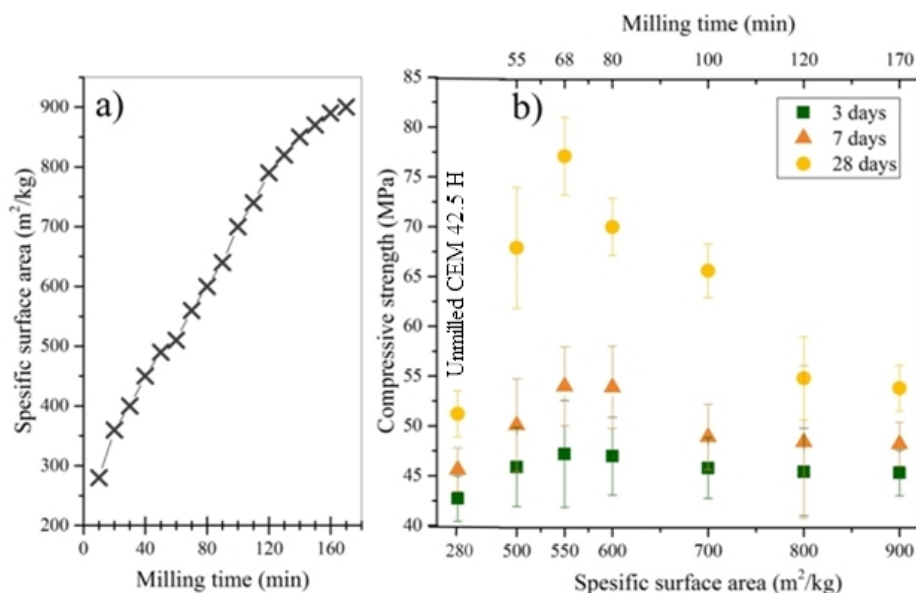 a)
900
800
700
600
500
400
300
200
0 40 80 120 160
Spesific surface area (m²/kg)
Milling time (min)
Milling time (min)
55 68 80 100 120 170
b)
85
80
75
70
65
60
55
50
45
40
Compressive strength (MPa)
Unmilled CEM 42.5 H
3 days
7 days
28 days
280 500 550 600 700 800 900
Spesific surface area (m²/kg)